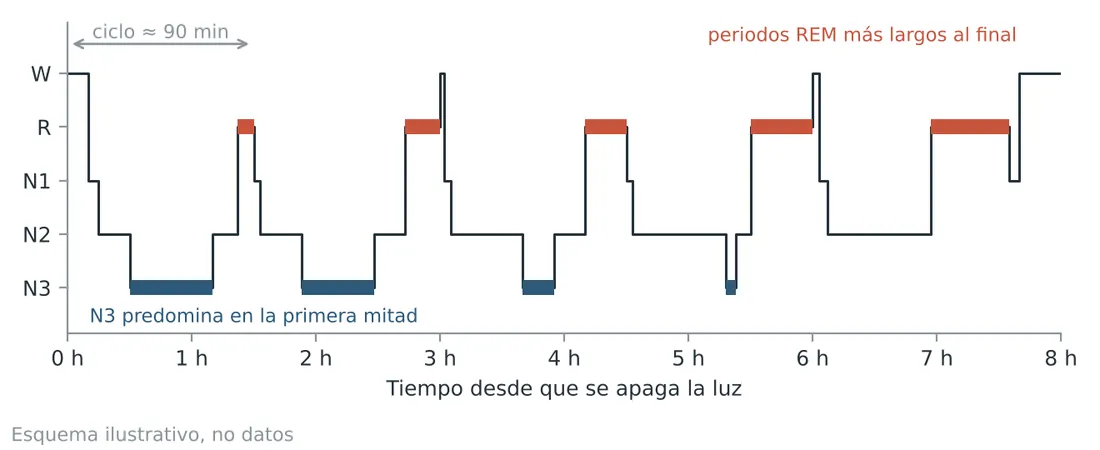 ciclo ≈ 90 min
periodos REM más largos al final
W
R
N1
N2
N3
N3 predomina en la primera mitad
0 h 1 h 2 h 3 h 4 h 5 h 6 h 7 h 8 h
Tiempo desde que se apaga la luz
Esquema ilustrativo, no datos